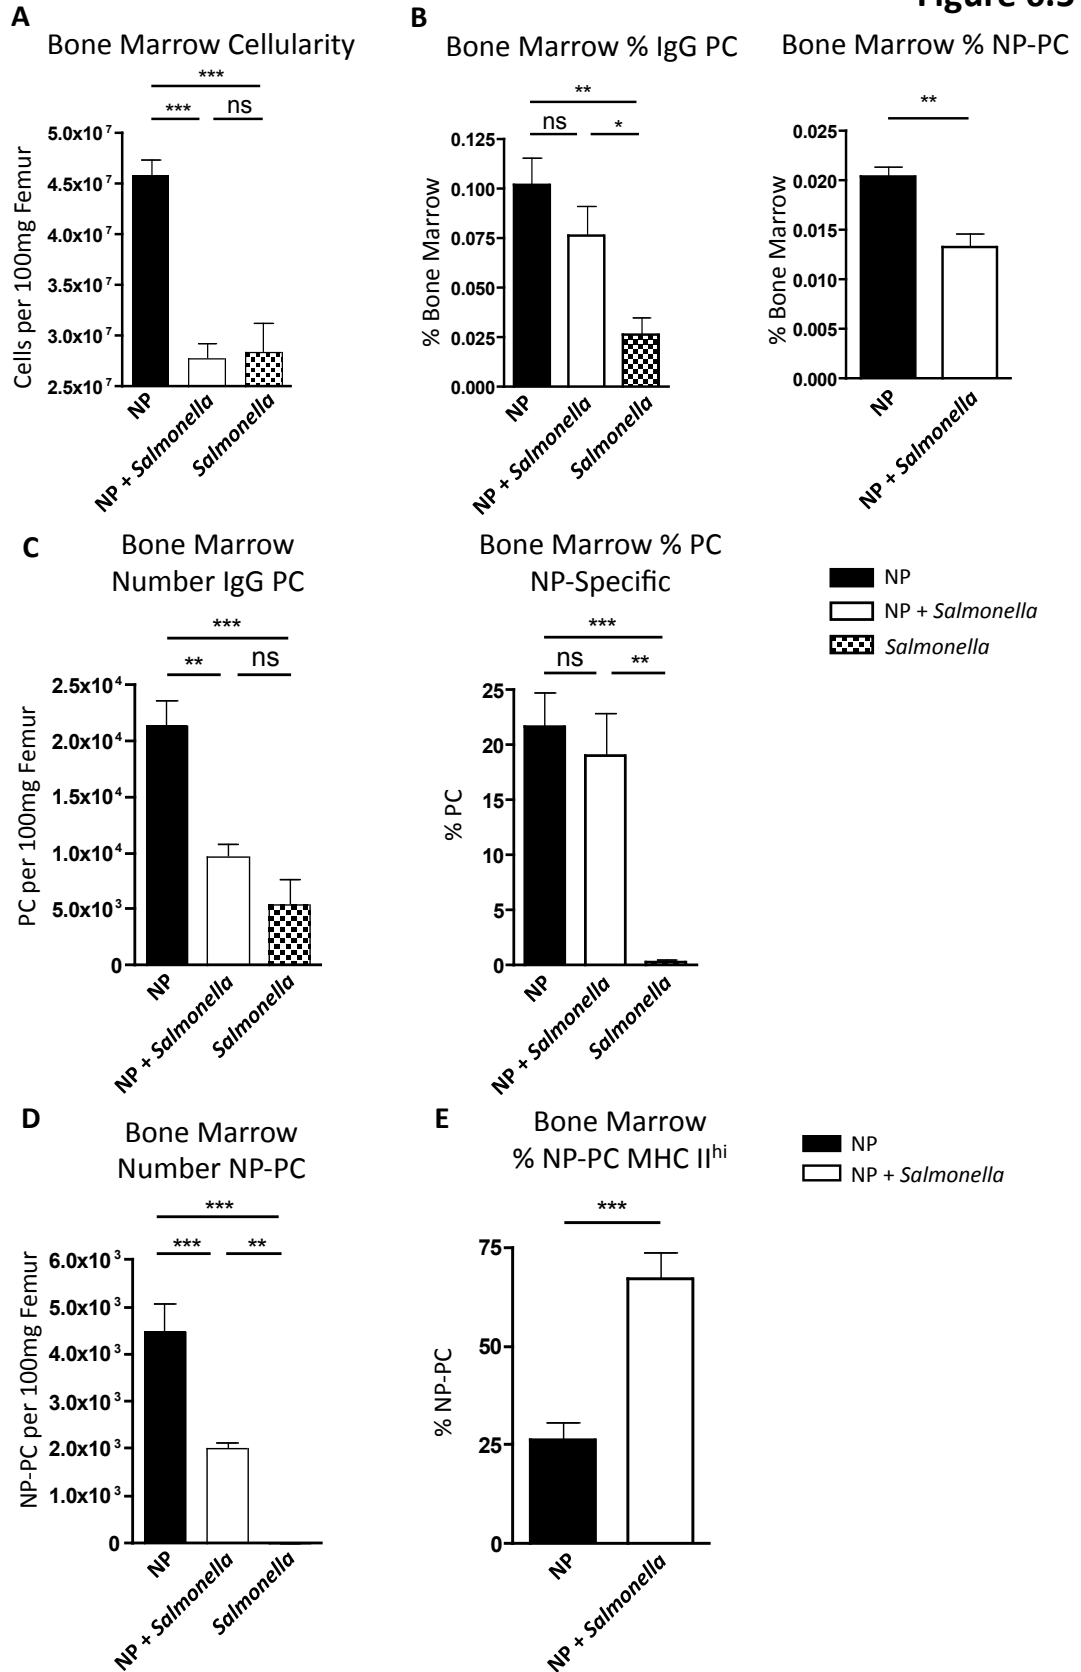 Figure 6.3
A
Bone Marrow Cellularity
***
*** ns
Cells per 100mg Femur
5.0x10⁷
4.5x10⁷
4.0x10⁷
3.5x10⁷
3.0x10⁷
2.5x10⁷
NP
NP + Salmonella
Salmonella
B
Bone Marrow % IgG PC
**
ns *
% Bone Marrow
0.125
0.100
0.075
0.050
0.025
0.000
NP
NP + Salmonella
Salmonella
Bone Marrow % NP-PC
**
% Bone Marrow
0.025
0.020
0.015
0.010
0.005
0.000
NP
NP + Salmonella
C
Bone Marrow
Number IgG PC
***
** ns
PC per 100mg Femur
2.5x10⁴
2.0x10⁴
1.5x10⁴
1.0x10⁴
5.0x10³
0
NP
NP + Salmonella
Salmonella
Bone Marrow % PC
NP-Specific
***
ns **
% PC
25
20
15
10
5
0
NP
NP + Salmonella
Salmonella
NP
NP + Salmonella
Salmonella
D
Bone Marrow
Number NP-PC
***
*** **
NP-PC per 100mg Femur
6.0x10³
5.0x10³
4.0x10³
3.0x10³
2.0x10³
1.0x10³
0
NP
NP + Salmonella
Salmonella
E
Bone Marrow
% NP-PC MHC IIʰⁱ
***
% NP-PC
75
50
25
0
NP
NP + Salmonella
NP
NP + Salmonella